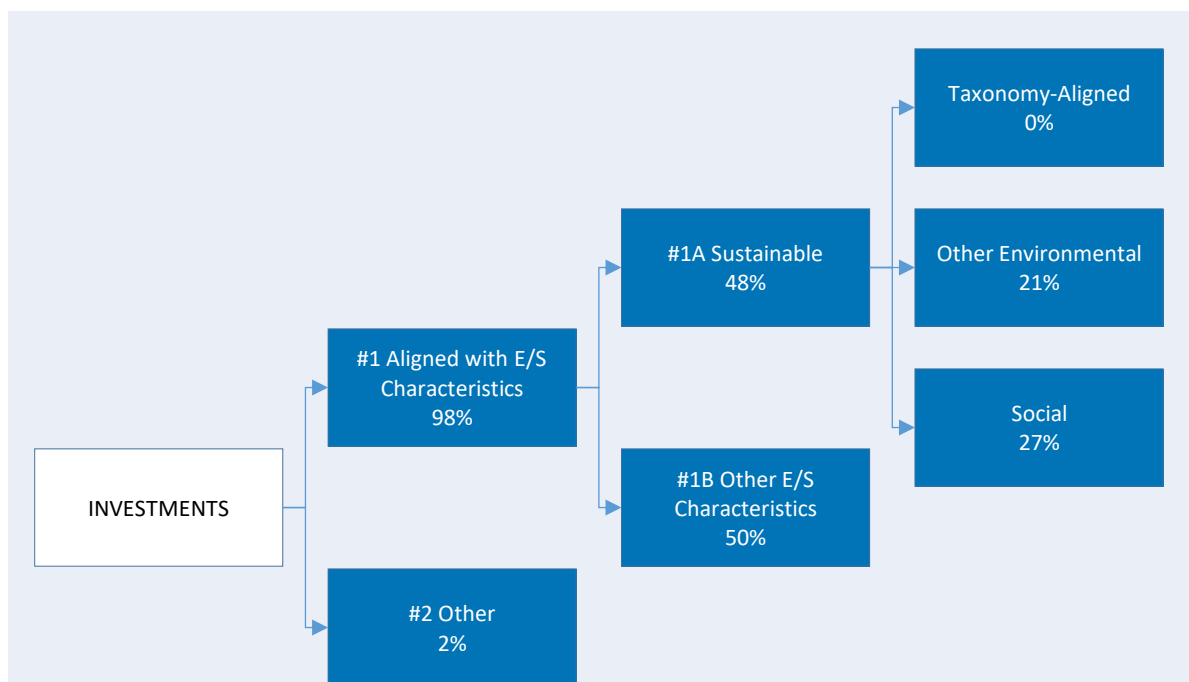 INVESTMENTS
#1 Aligned with E/S
Characteristics
98%
#2 Other
2%
#1A Sustainable
48%
#1B Other E/S
Characteristics
50%
Taxonomy-Aligned
0%
Other Environmental
21%
Social
27%